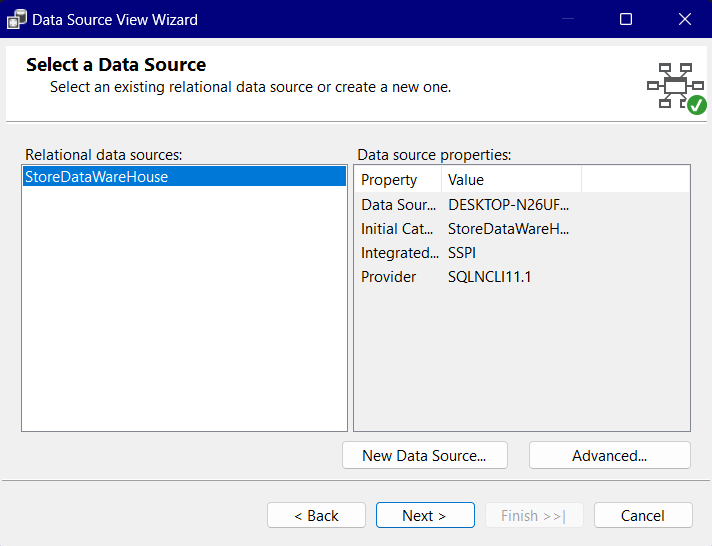 Data Source View Wizard
Select a Data Source
Select an existing relational data source or create a new one.
Relational data sources:
StoreDataWareHouse
Data source properties:
Property Value
Data Sour... DESKTOP-N26UF...
Initial Cat... StoreDataWareH...
Integrated... SSPI
Provider SQLNCLI11.1
New Data Source... Advanced...
< Back Next > Finish >>| Cancel